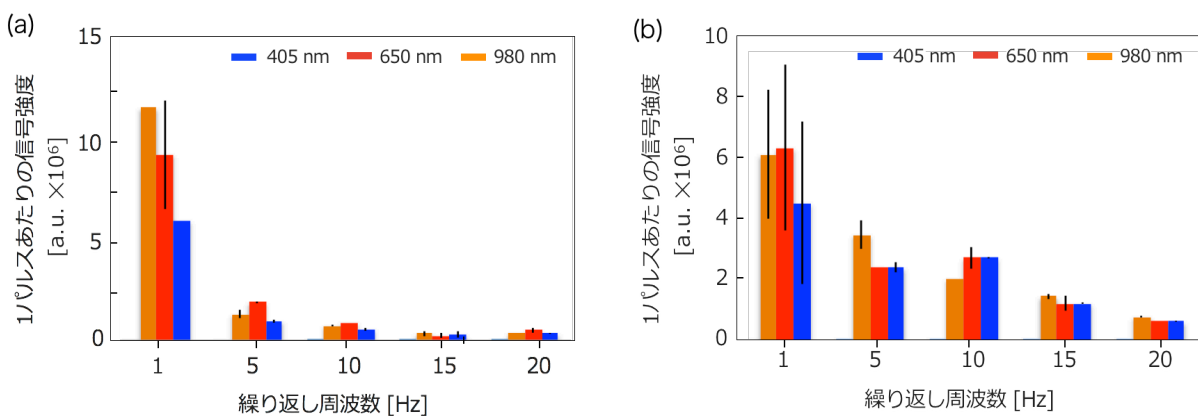 (a)
15
10
5
0
1パルスあたりの信号強度
[a.u. ×10⁶]
405 nm 650 nm 980 nm
1 5 10 15 20
繰り返し周波数 [Hz]
(b)
10
8
6
4
2
0
1パルスあたりの信号強度
[a.u. ×10⁶]
405 nm 650 nm 980 nm
1 5 10 15 20
繰り返し周波数 [Hz]